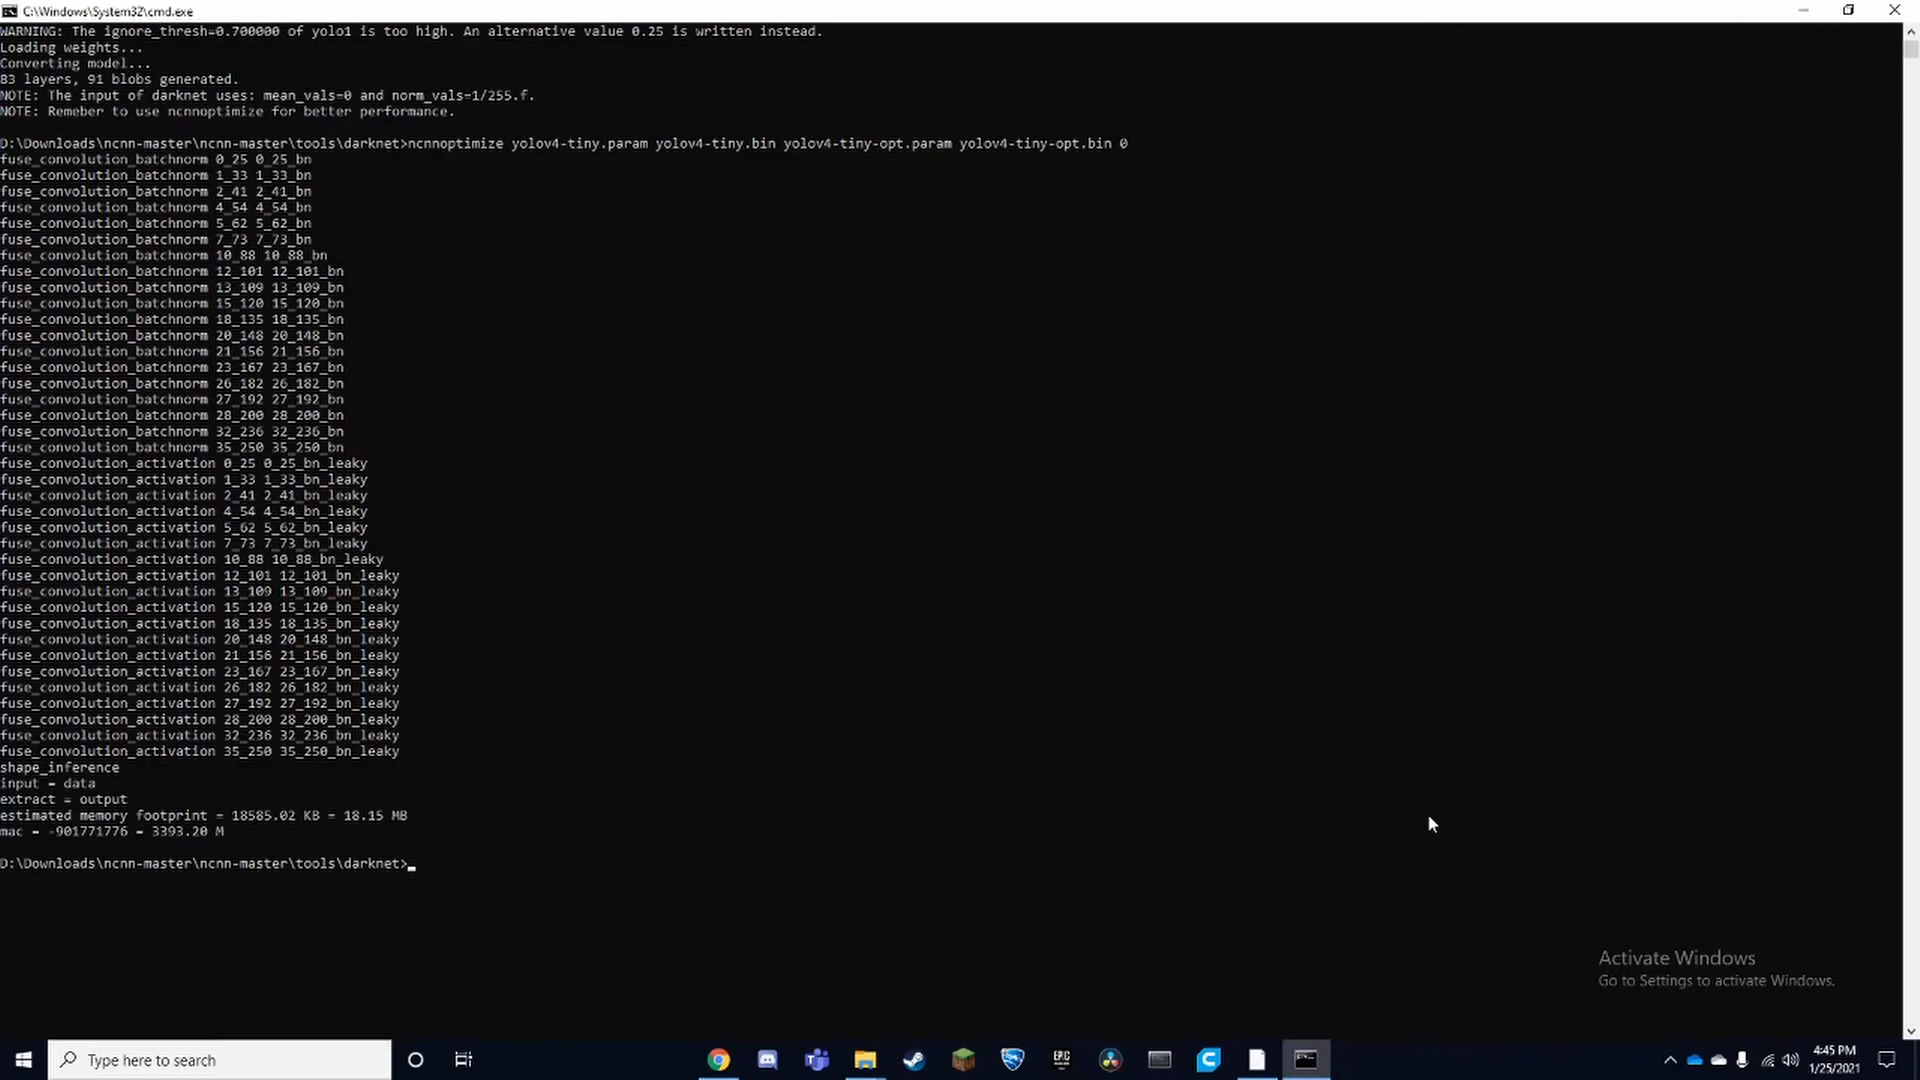 C:\Windows\System32\cmd.exe
WARNING: The ignore_thresh=0.700000 of yolo1 is too high. An alternative value 0.25 is written instead.
Loading weights...
Converting model...
83 layers, 91 blobs generated.
NOTE: The input of darknet uses: mean_vals=0 and norm_vals=1/255.f.
NOTE: Remeber to use ncnnoptimize for better performance.
D:\Downloads\ncnn-master\ncnn-master\tools\darknet>ncnnoptimize yolov4-tiny.param yolov4-tiny.bin yolov4-tiny-opt.param yolov4-tiny-opt.bin 0
fuse_convolution_batchnorm 0_25 0_25_bn
fuse_convolution_batchnorm 1_33 1_33_bn
fuse_convolution_batchnorm 2_41 2_41_bn
fuse_convolution_batchnorm 4_54 4_54_bn
fuse_convolution_batchnorm 5_62 5_62_bn
fuse_convolution_batchnorm 7_73 7_73_bn
fuse_convolution_batchnorm 10_88 10_88_bn
fuse_convolution_batchnorm 12_101 12_101_bn
fuse_convolution_batchnorm 13_109 13_109_bn
fuse_convolution_batchnorm 15_120 15_120_bn
fuse_convolution_batchnorm 18_135 18_135_bn
fuse_convolution_batchnorm 20_148 20_148_bn
fuse_convolution_batchnorm 21_156 21_156_bn
fuse_convolution_batchnorm 23_167 23_167_bn
fuse_convolution_batchnorm 26_182 26_182_bn
fuse_convolution_batchnorm 27_192 27_192_bn
fuse_convolution_batchnorm 28_200 28_200_bn
fuse_convolution_batchnorm 32_236 32_236_bn
fuse_convolution_batchnorm 35_250 35_250_bn
fuse_convolution_activation 0_25 0_25_bn_leaky
fuse_convolution_activation 1_33 1_33_bn_leaky
fuse_convolution_activation 2_41 2_41_bn_leaky
fuse_convolution_activation 4_54 4_54_bn_leaky
fuse_convolution_activation 5_62 5_62_bn_leaky
fuse_convolution_activation 7_73 7_73_bn_leaky
fuse_convolution_activation 10_88 10_88_bn_leaky
fuse_convolution_activation 12_101 12_101_bn_leaky
fuse_convolution_activation 13_109 13_109_bn_leaky
fuse_convolution_activation 15_120 15_120_bn_leaky
fuse_convolution_activation 18_135 18_135_bn_leaky
fuse_convolution_activation 20_148 20_148_bn_leaky
fuse_convolution_activation 21_156 21_156_bn_leaky
fuse_convolution_activation 23_167 23_167_bn_leaky
fuse_convolution_activation 26_182 26_182_bn_leaky
fuse_convolution_activation 27_192 27_192_bn_leaky
fuse_convolution_activation 28_200 28_200_bn_leaky
fuse_convolution_activation 32_236 32_236_bn_leaky
fuse_convolution_activation 35_250 35_250_bn_leaky
shape_inference
input = data
extract = output
estimated memory footprint = 18585.02 KB = 18.15 MB
mac = -901771776 = 3393.20 M
D:\Downloads\ncnn-master\ncnn-master\tools\darknet>
Activate Windows
Go to Settings to activate Windows.
Type here to search
EPIC
4:45 PM
1/25/2021